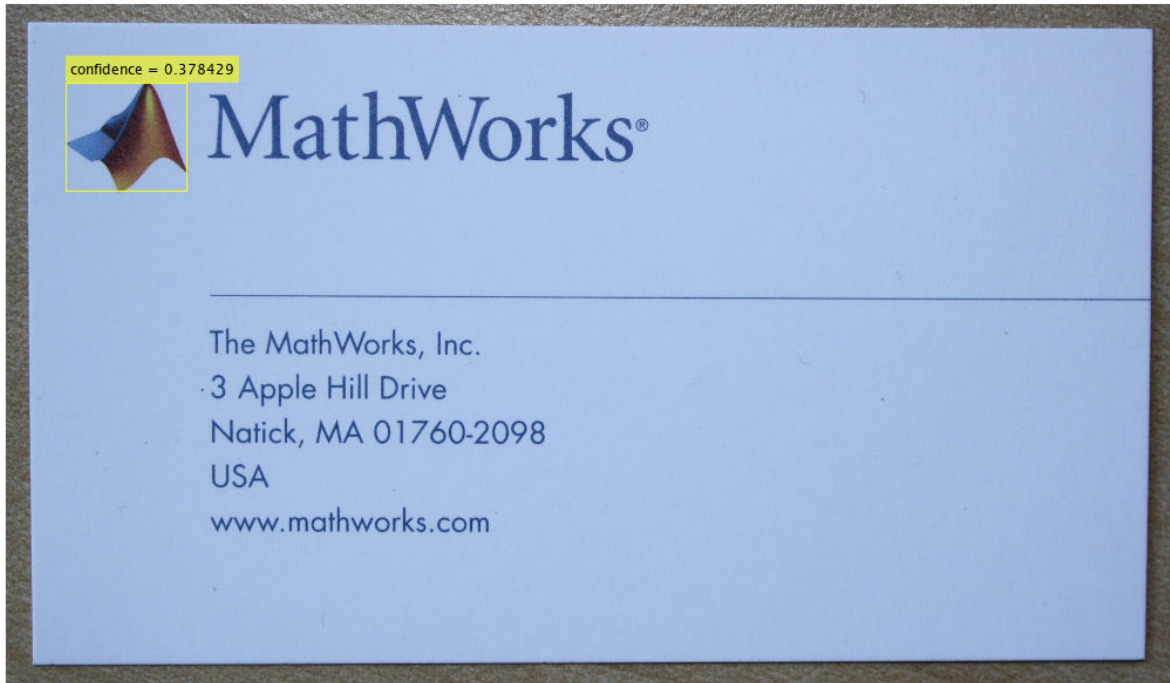 confidence = 0.378429
MathWorks®
The MathWorks, Inc.
3 Apple Hill Drive
Natick, MA 01760-2098
USA
www.mathworks.com